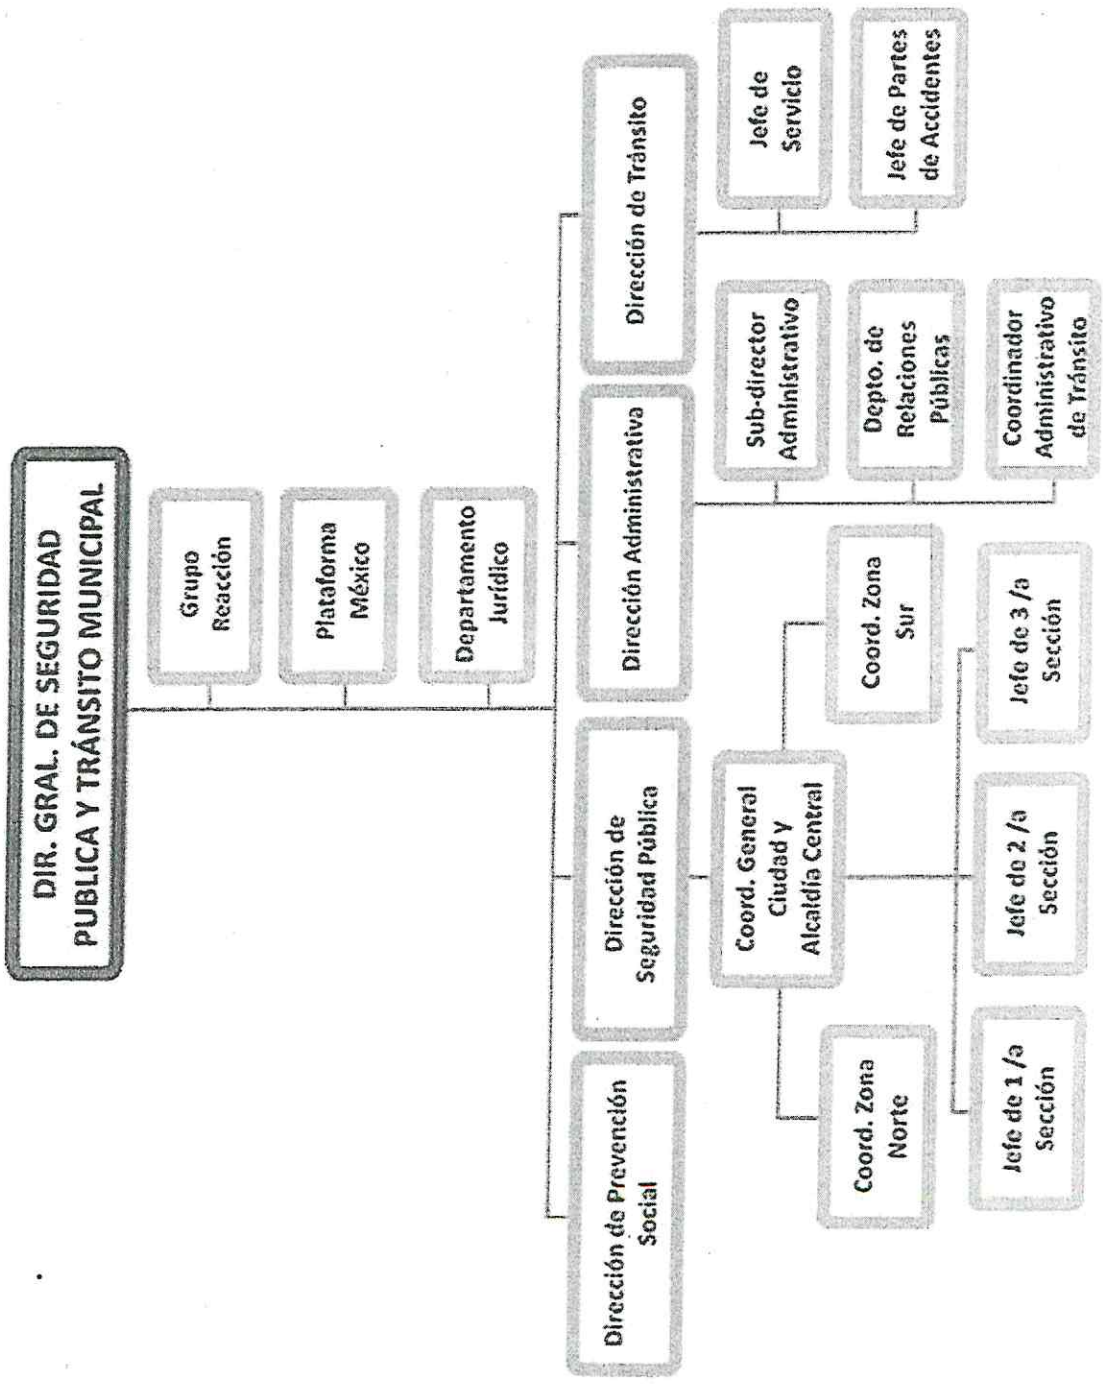 DIR. GRAL. DE SEGURIDAD
PUBLICA Y TRÁNSITO MUNICIPAL
Grupo
Reacción
Plataforma
México
Departamento
Jurídico
Dirección de Prevención
Social
Dirección de
Seguridad Pública
Dirección Administrativa
Dirección de Tránsito
Coord. General
Ciudad y
Alcaldía Central
Coord. Zona
Norte
Coord. Zona
Sur
Jefe de 1 /a
Sección
Jefe de 2 /a
Sección
Jefe de 3 /a
Sección
Sub-director
Administrativo
Depto. de
Relaciones
Públicas
Coordinador
Administrativo
de Tránsito
Jefe de
Servicio
Jefe de Partes
de Accidentes